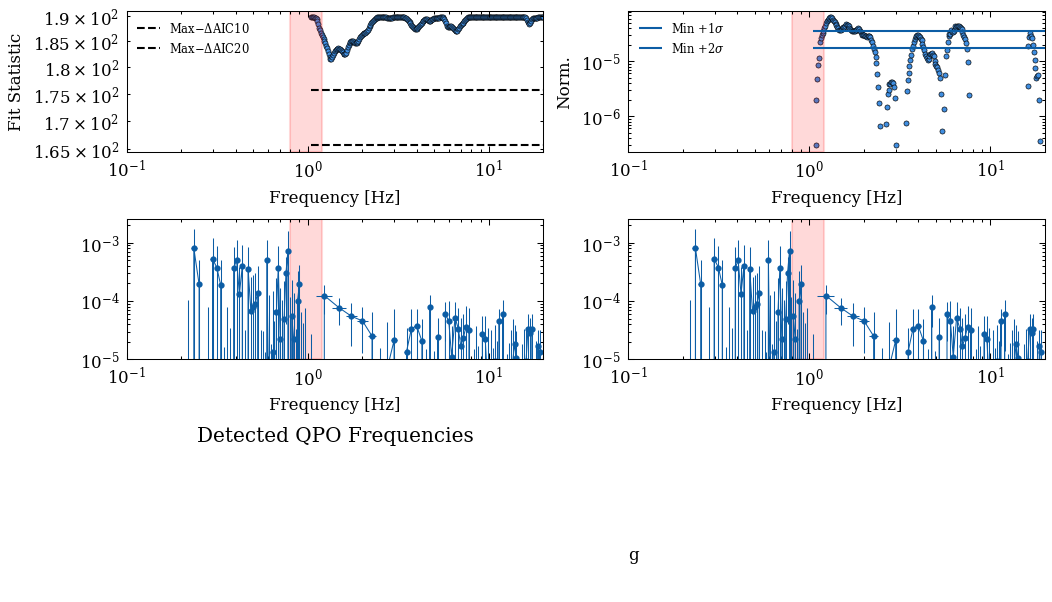 Fit Statistic
1.9 × 10²
1.85 × 10²
1.8 × 10²
1.75 × 10²
1.7 × 10²
1.65 × 10²
Max−ΔAIC10
Max−ΔAIC20
10⁻¹ 10⁰ 10¹
Frequency [Hz]
Norm.
10⁻⁵
10⁻⁶
Min +1σ
Min +2σ
10⁻¹ 10⁰ 10¹
Frequency [Hz]
10⁻³
10⁻⁴
10⁻⁵
10⁻¹ 10⁰ 10¹
Frequency [Hz]
10⁻³
10⁻⁴
10⁻⁵
10⁻¹ 10⁰ 10¹
Frequency [Hz]
Detected QPO Frequencies
g